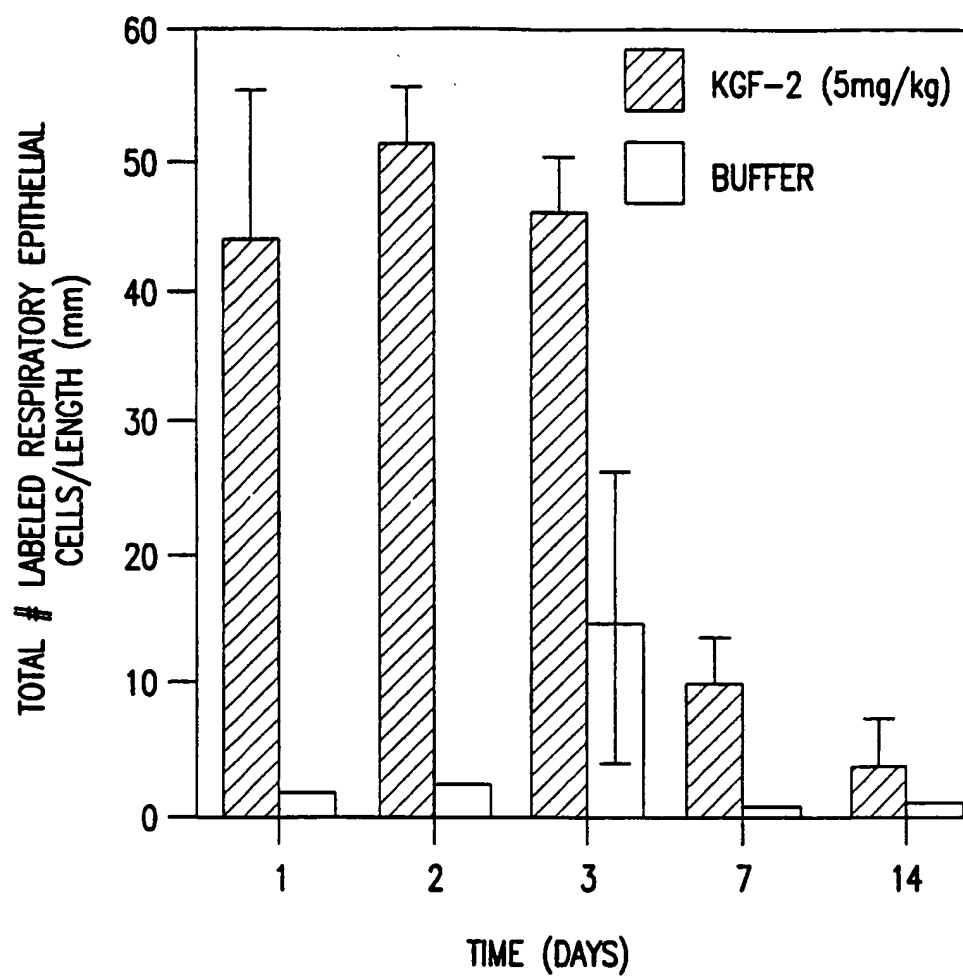 TOTAL # LABELED RESPIRATORY EPITHELIAL
CELLS/LENGTH (mm)
60
50
40
30
20
10
0
KGF-2 (5mg/kg)
BUFFER
1 2 3 7 14
TIME (DAYS)